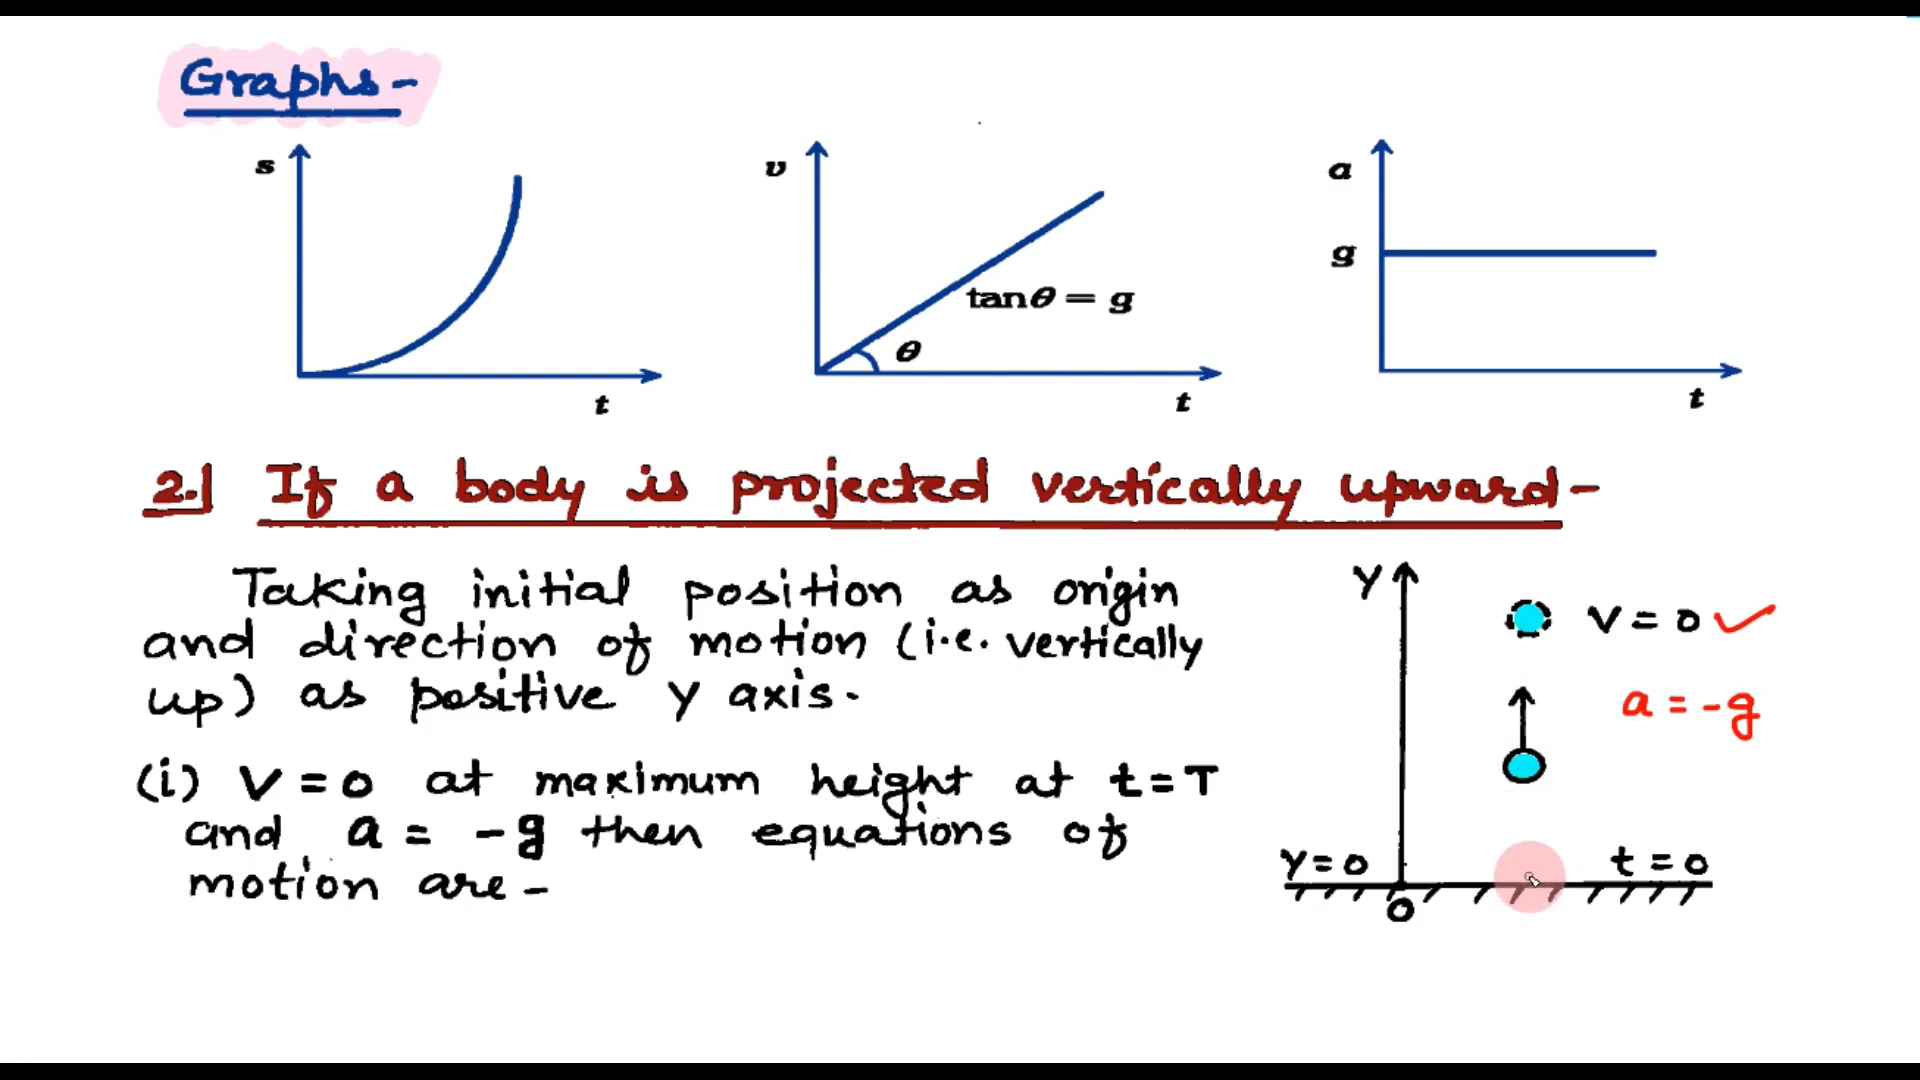 Graphs-
s
t
v
tanθ = g
θ
t
a
g
t
2. If a body is projected vertically upward-
Taking initial position as origin
and direction of motion (i.e. vertically
up) as positive Y axis.
(i) V = 0 at maximum height at t = T
and a = -g then equations of
motion are -
Y
V = 0 ✓
a = -g
Y = 0
t = 0
O